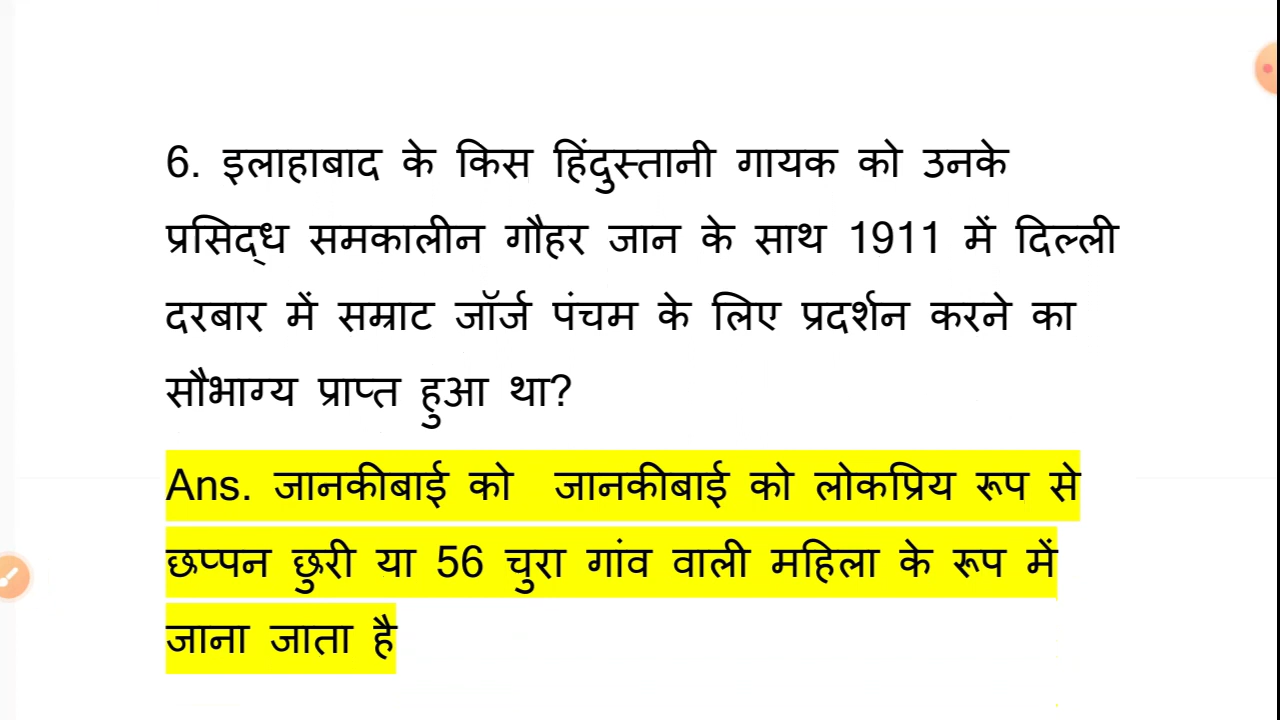 6. इलाहाबाद के किस हिंदुस्तानी गायक को उनके
प्रसिद्ध समकालीन गौहर जान के साथ 1911 में दिल्ली
दरबार में सम्राट जॉर्ज पंचम के लिए प्रदर्शन करने का
सौभाग्य प्राप्त हुआ था?
Ans. जानकीबाई को जानकीबाई को लोकप्रिय रूप से
छप्पन छुरी या 56 चुरा गांव वाली महिला के रूप में
जाना जाता है